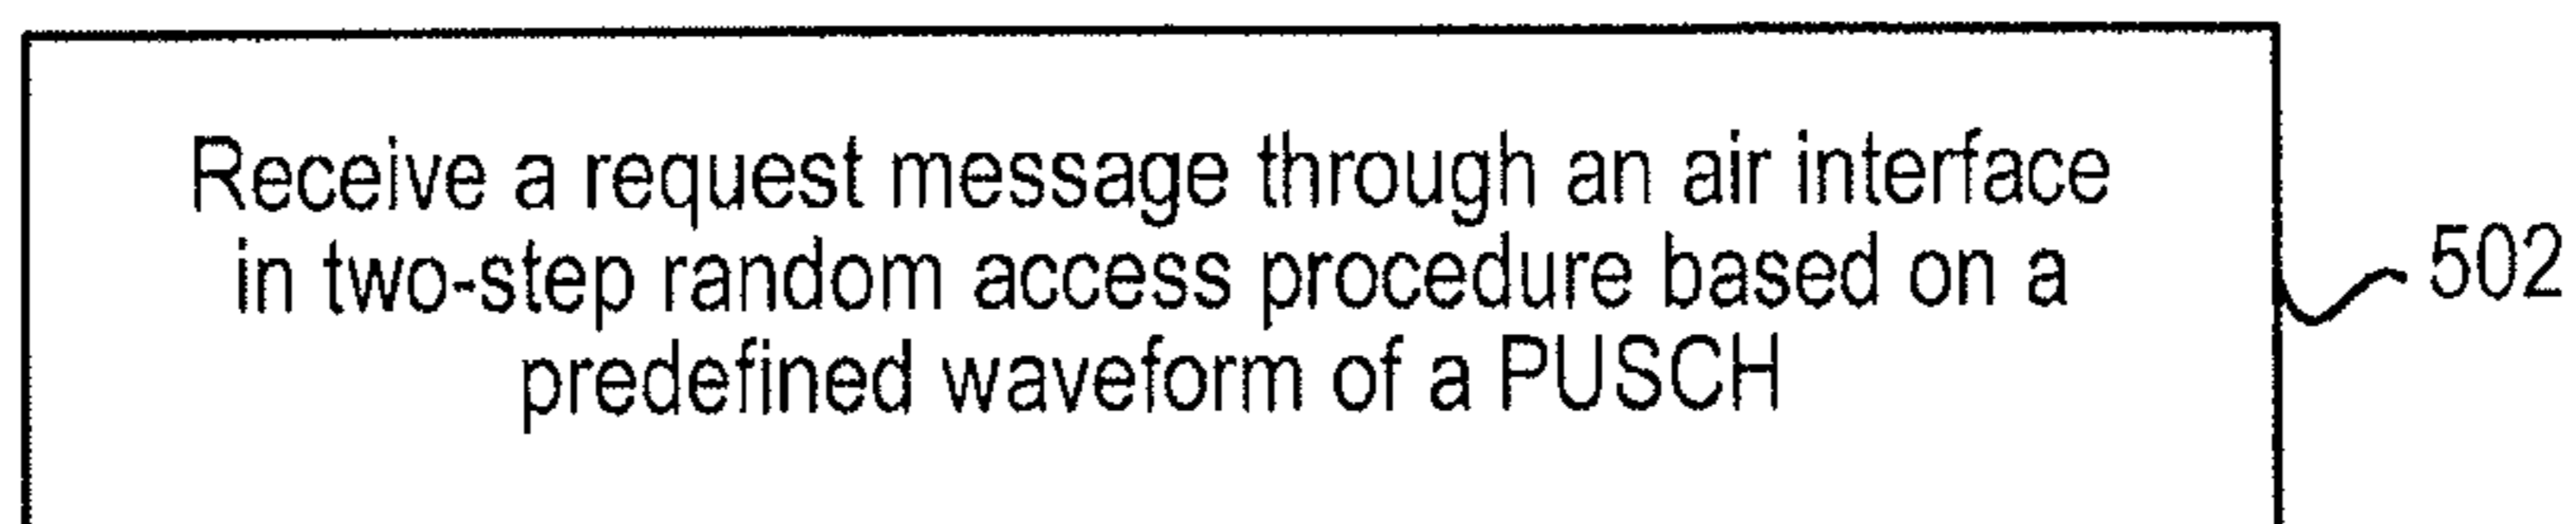 Receive a request message through an air interface
in two-step random access procedure based on a
predefined waveform of a PUSCH
502